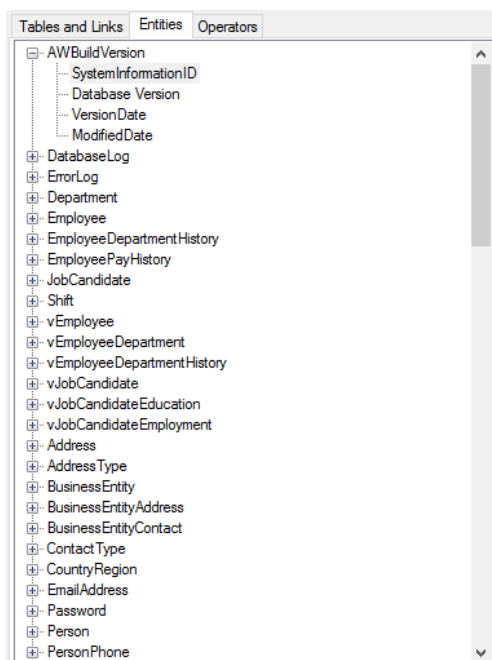 Tables and Links Entities Operators
AWBuildVersion
SystemInformationID
Database Version
VersionDate
ModifiedDate
DatabaseLog
ErrorLog
Department
Employee
EmployeeDepartmentHistory
EmployeePayHistory
JobCandidate
Shift
vEmployee
vEmployeeDepartment
vEmployeeDepartmentHistory
vJobCandidate
vJobCandidateEducation
vJobCandidateEmployment
Address
AddressType
BusinessEntity
BusinessEntityAddress
BusinessEntityContact
ContactType
CountryRegion
EmailAddress
Password
Person
PersonPhone